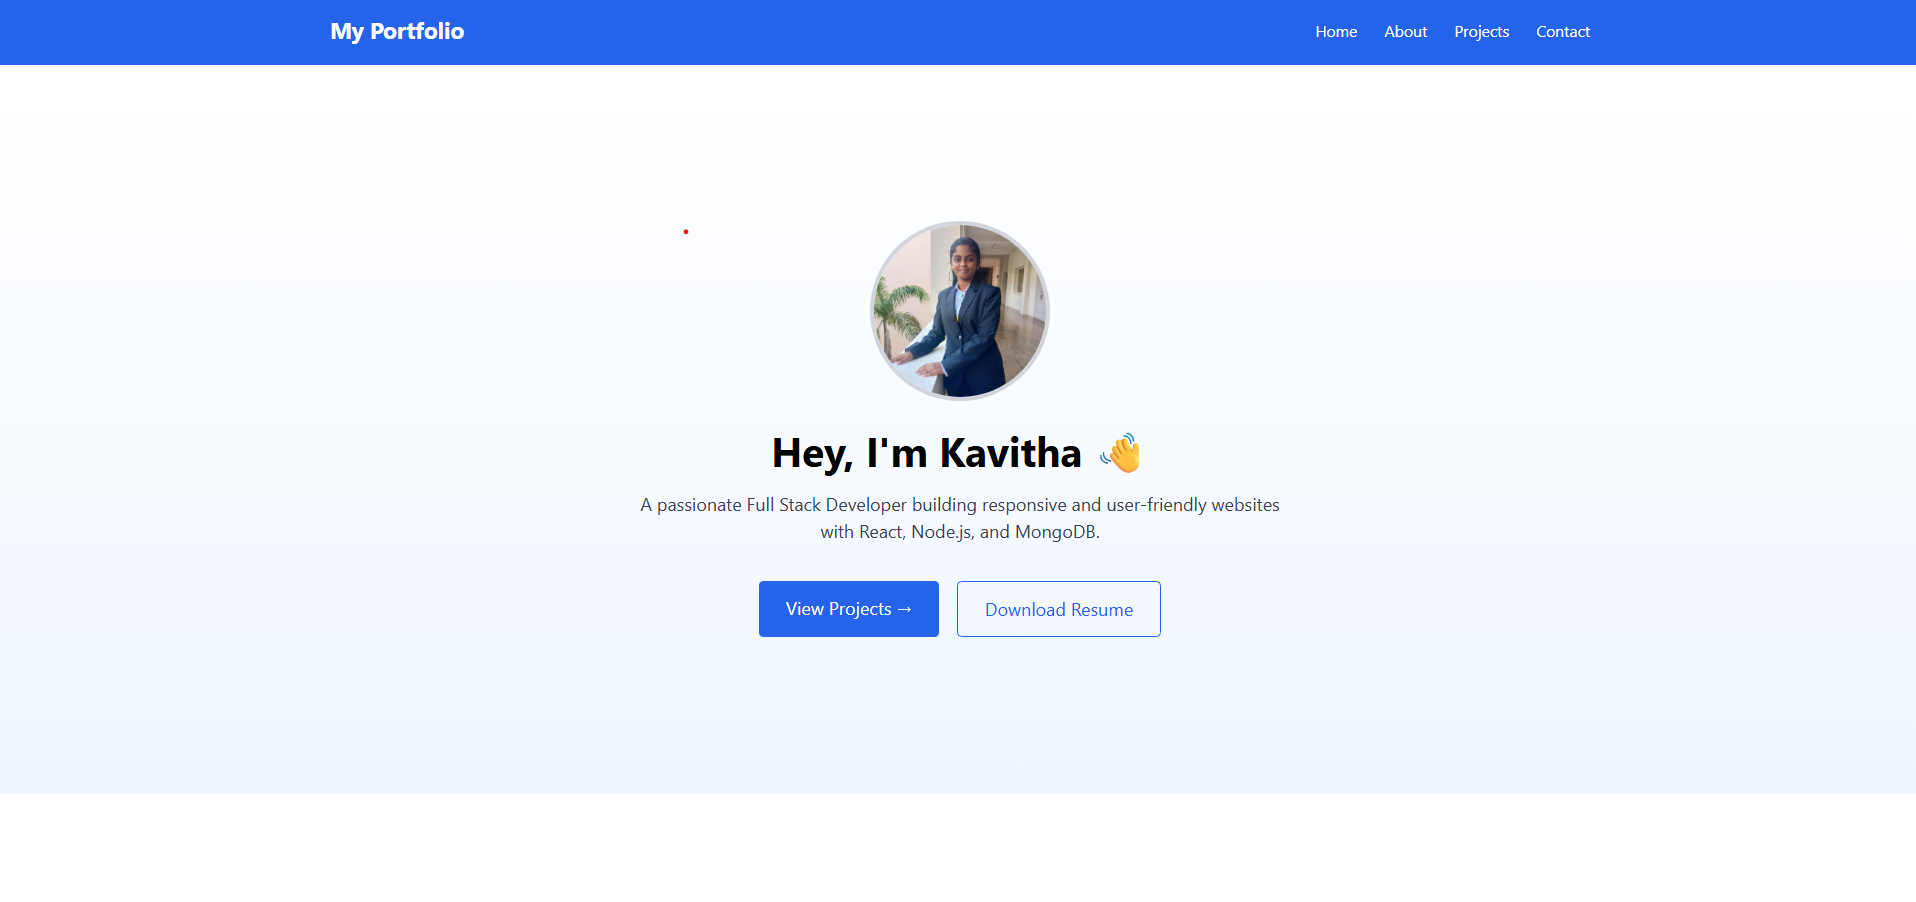 My Portfolio
Home About Projects Contact
Hey, I'm Kavitha 👋
A passionate Full Stack Developer building responsive and user-friendly websites
with React, Node.js, and MongoDB.
View Projects →
Download Resume